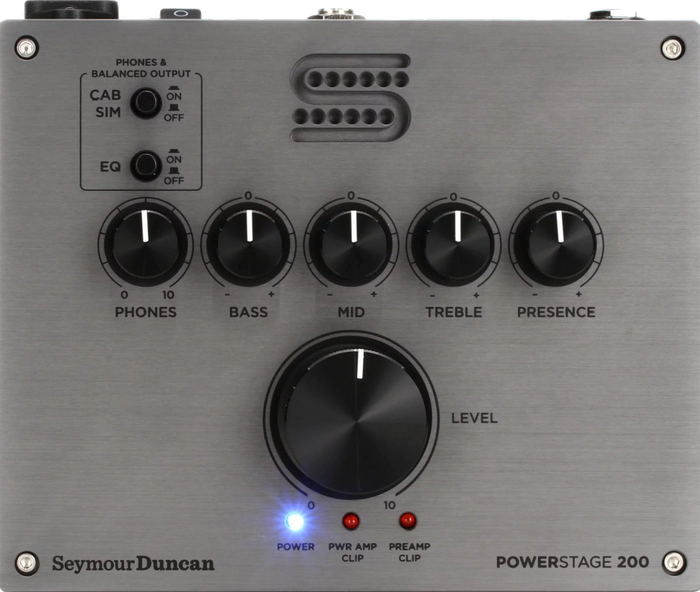 PHONES &
BALANCED OUTPUT
CAB
SIM
ON
OFF
EQ
ON
OFF
0 10
PHONES
0
- +
BASS
0
- +
MID
0
- +
TREBLE
0
- +
PRESENCE
LEVEL
0 10
POWER
PWR AMP
CLIP
PREAMP
CLIP
SeymourDuncan
POWERSTAGE 200